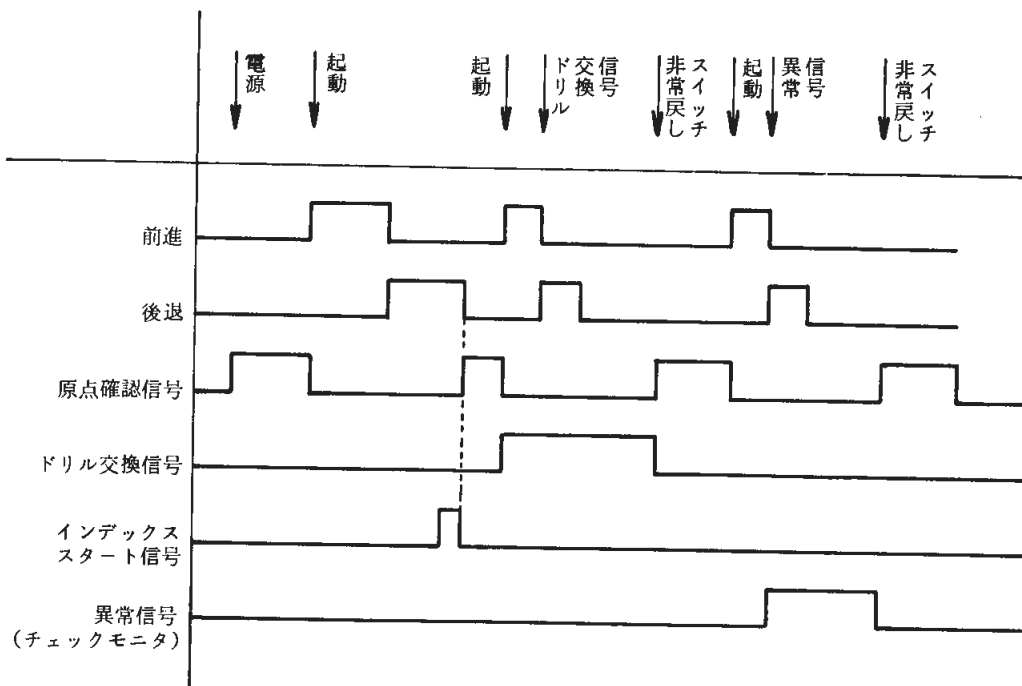 電源
起動
起動
ドリル
交換
信号
スイッチ
非常戻し
起動
異常
信号
スイッチ
非常戻し
前進
後退
原点確認信号
ドリル交換信号
インデックス
スタート信号
異常信号
(チェックモニタ)